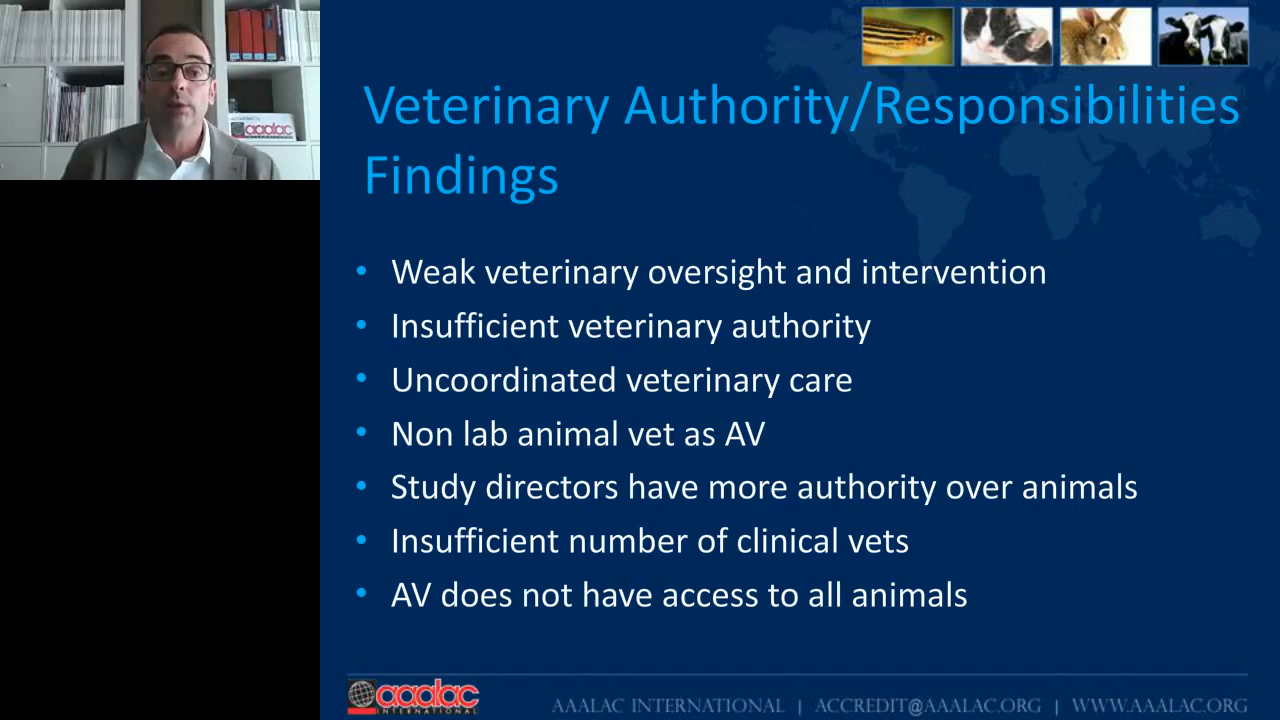 aaalac
Veterinary Authority/Responsibilities
Findings
• Weak veterinary oversight and intervention
• Insufficient veterinary authority
• Uncoordinated veterinary care
• Non lab animal vet as AV
• Study directors have more authority over animals
• Insufficient number of clinical vets
• AV does not have access to all animals
aaalac
INTERNATIONAL
AAALAC INTERNATIONAL | ACCREDIT@AAALAC.ORG | WWW.AAALAC.ORG